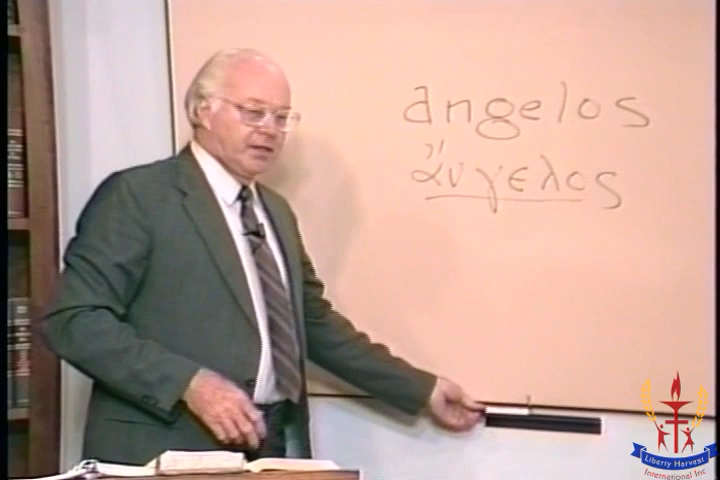 angelos
ἄνγελος
Liberty Harvest
International Inc